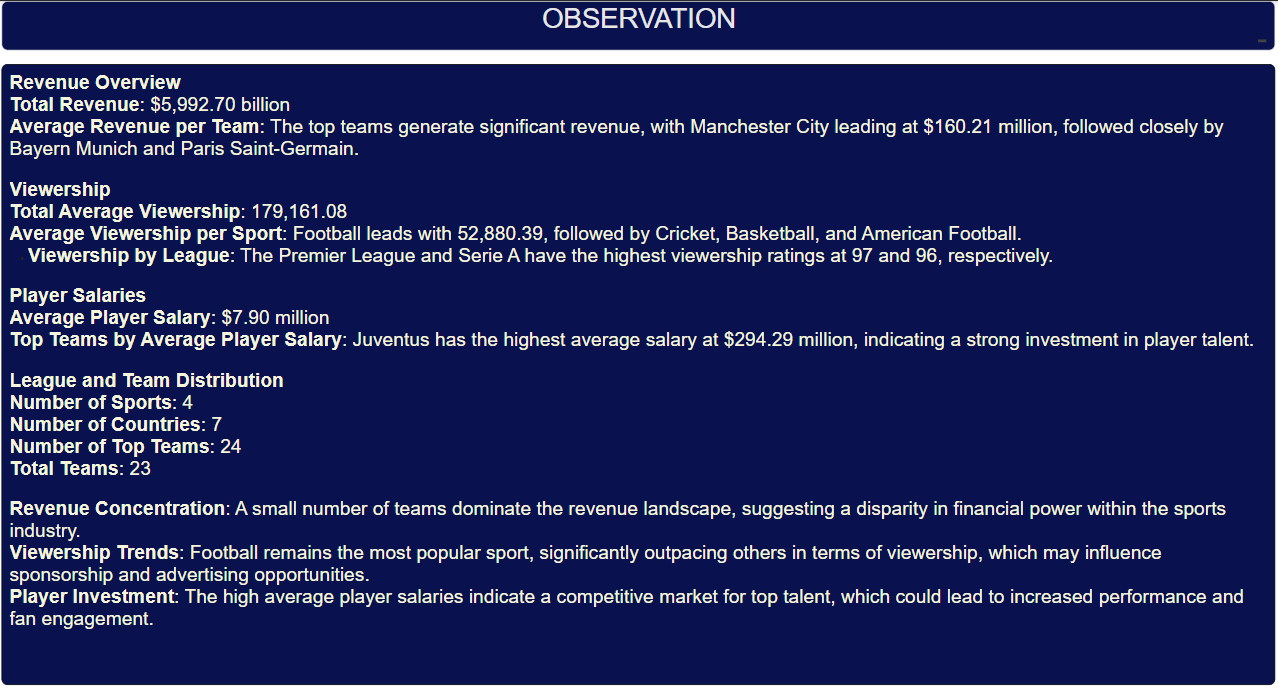 OBSERVATION
Revenue Overview
Total Revenue: $5,992.70 billion
Average Revenue per Team: The top teams generate significant revenue, with Manchester City leading at $160.21 million, followed closely by
Bayern Munich and Paris Saint-Germain.
Viewership
Total Average Viewership: 179,161.08
Average Viewership per Sport: Football leads with 52,880.39, followed by Cricket, Basketball, and American Football.
Viewership by League: The Premier League and Serie A have the highest viewership ratings at 97 and 96, respectively.
Player Salaries
Average Player Salary: $7.90 million
Top Teams by Average Player Salary: Juventus has the highest average salary at $294.29 million, indicating a strong investment in player talent.
League and Team Distribution
Number of Sports: 4
Number of Countries: 7
Number of Top Teams: 24
Total Teams: 23
Revenue Concentration: A small number of teams dominate the revenue landscape, suggesting a disparity in financial power within the sports
industry.
Viewership Trends: Football remains the most popular sport, significantly outpacing others in terms of viewership, which may influence
sponsorship and advertising opportunities.
Player Investment: The high average player salaries indicate a competitive market for top talent, which could lead to increased performance and
fan engagement.